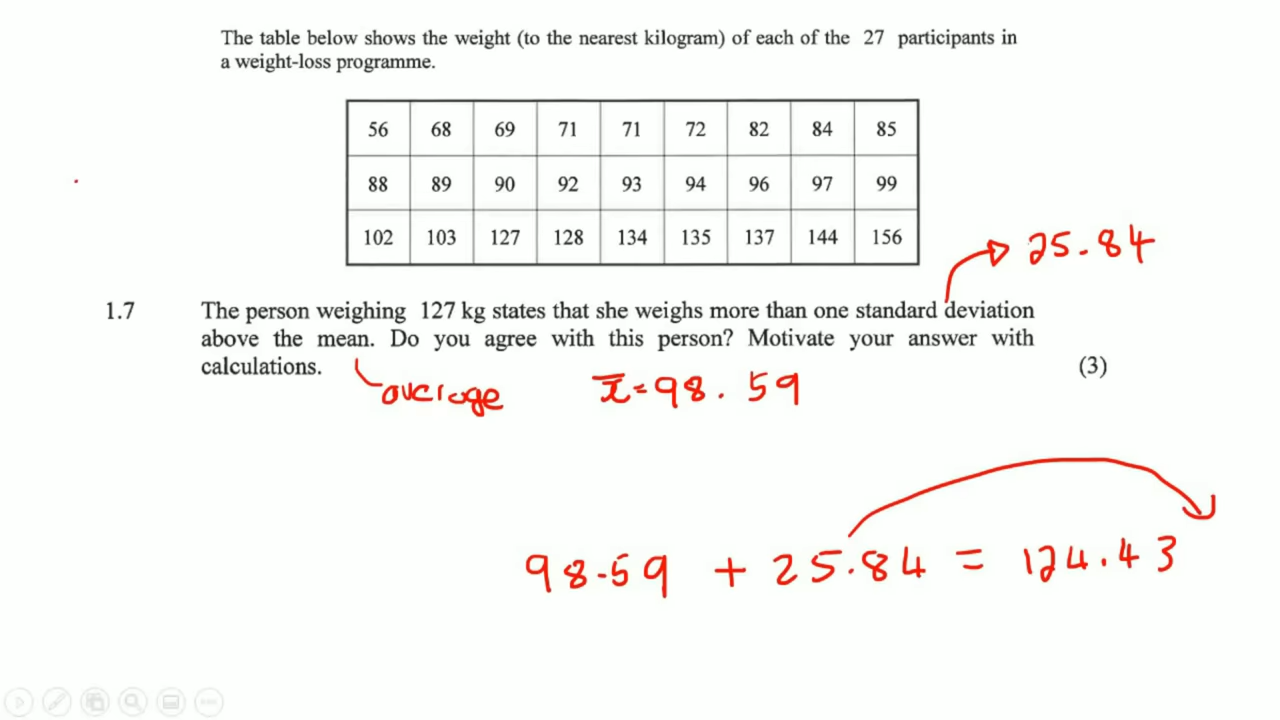 The table below shows the weight (to the nearest kilogram) of each of the 27 participants in
a weight-loss programme.
56 68 69 71 71 72 82 84 85
88 89 90 92 93 94 96 97 99
102 103 127 128 134 135 137 144 156
25.84
1.7 The person weighing 127 kg states that she weighs more than one standard deviation
above the mean. Do you agree with this person? Motivate your answer with
calculations. (3)
average x̄=98.59
98.59 + 25.84 = 124.43